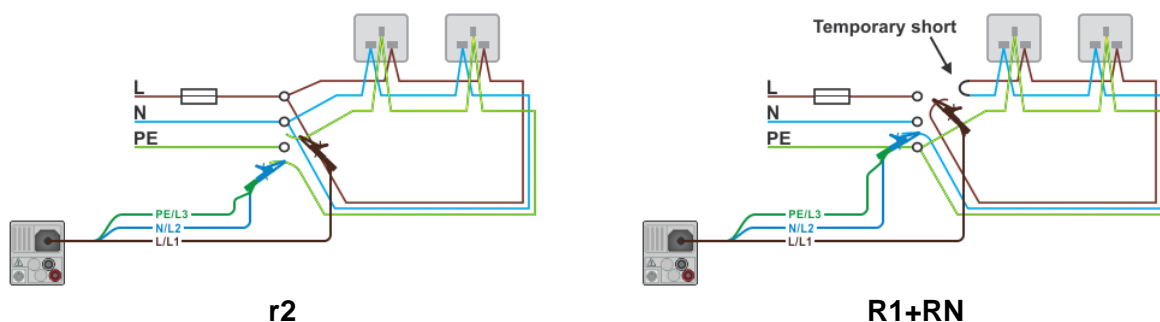 L
N
PE
PE/L3
N/L2
L/L1
r2
Temporary short
L
N
PE
PE/L3
N/L2
L/L1
R1+RN